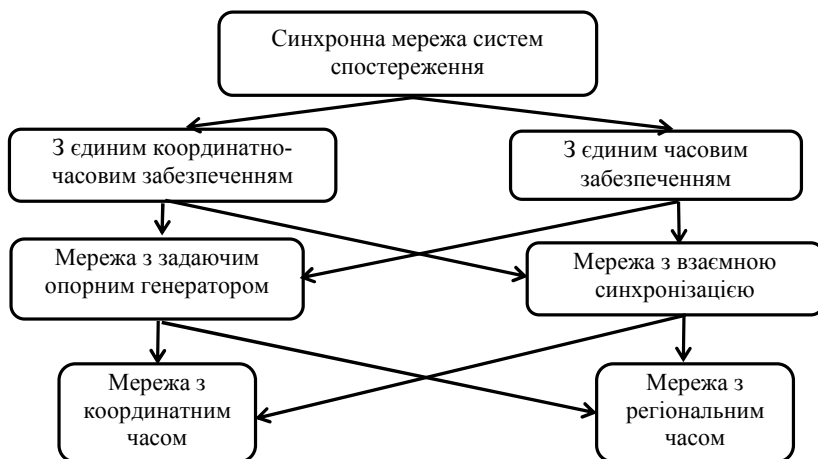 Синхронна мережа систем
спостереження
З єдиним координатно-
часовим забезпеченням
З єдиним часовим
забезпеченням
Мережа з задаючим
опорним генератором
Мережа з взаємною
синхронізацією
Мережа з
координатним
часом
Мережа з
регіональним
часом